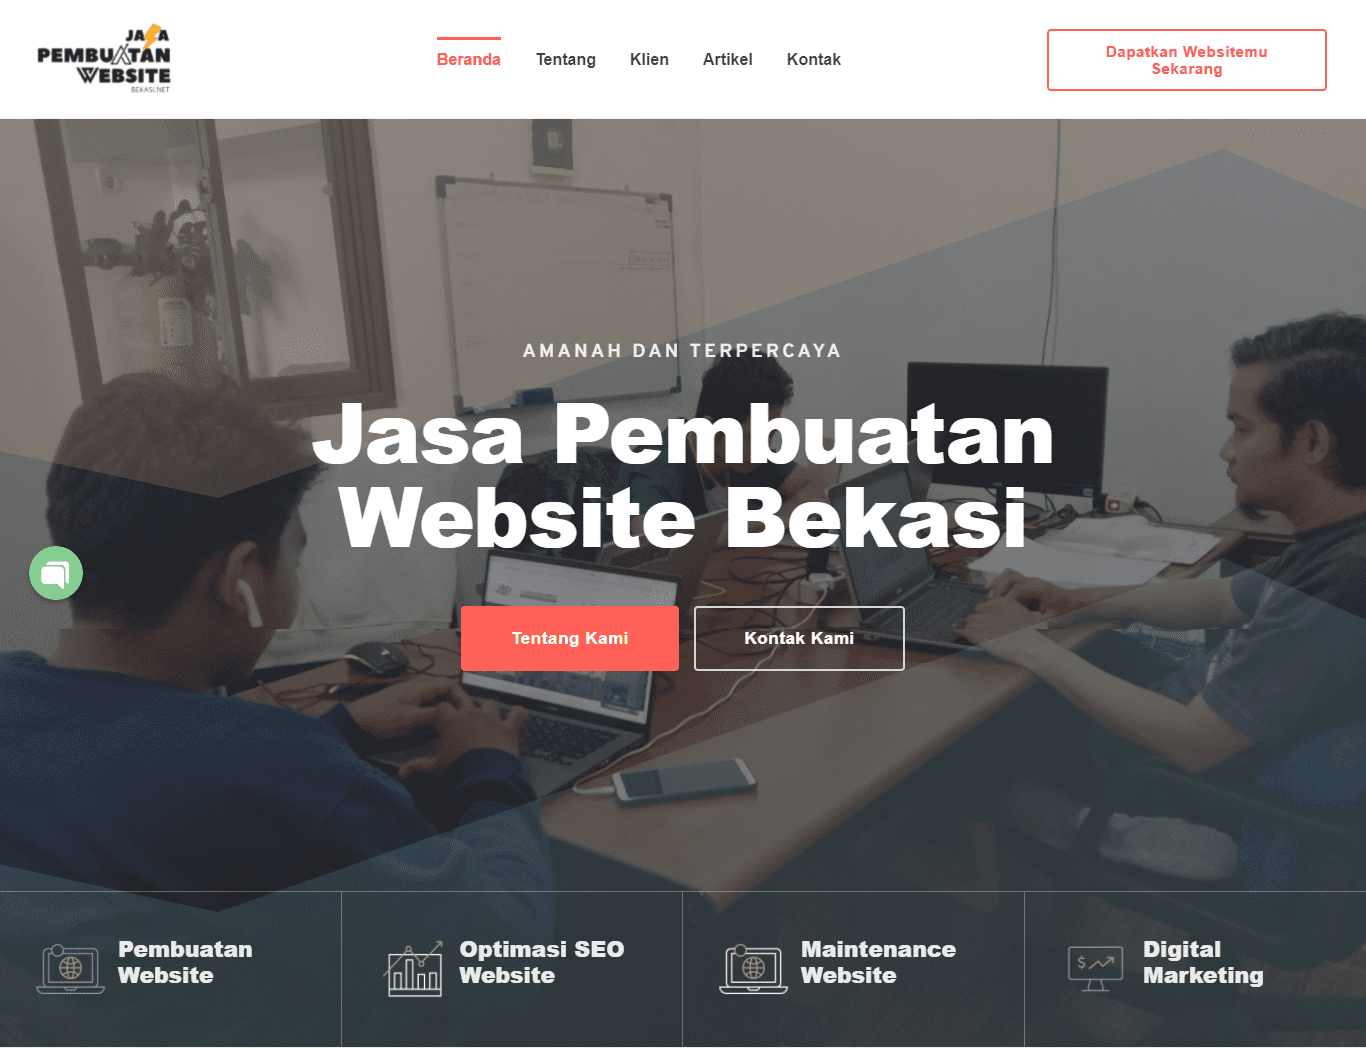 JASA
PEMBUATAN
WEBSITE
BEKASI.NET
Beranda
Tentang
Klien
Artikel
Kontak
Dapatkan Websitemu
Sekarang
AMANAH DAN TERPERCAYA
Jasa Pembuatan
Website Bekasi
Tentang Kami
Kontak Kami
Pembuatan
Website
Optimasi SEO
Website
Maintenance
Website
Digital
Marketing